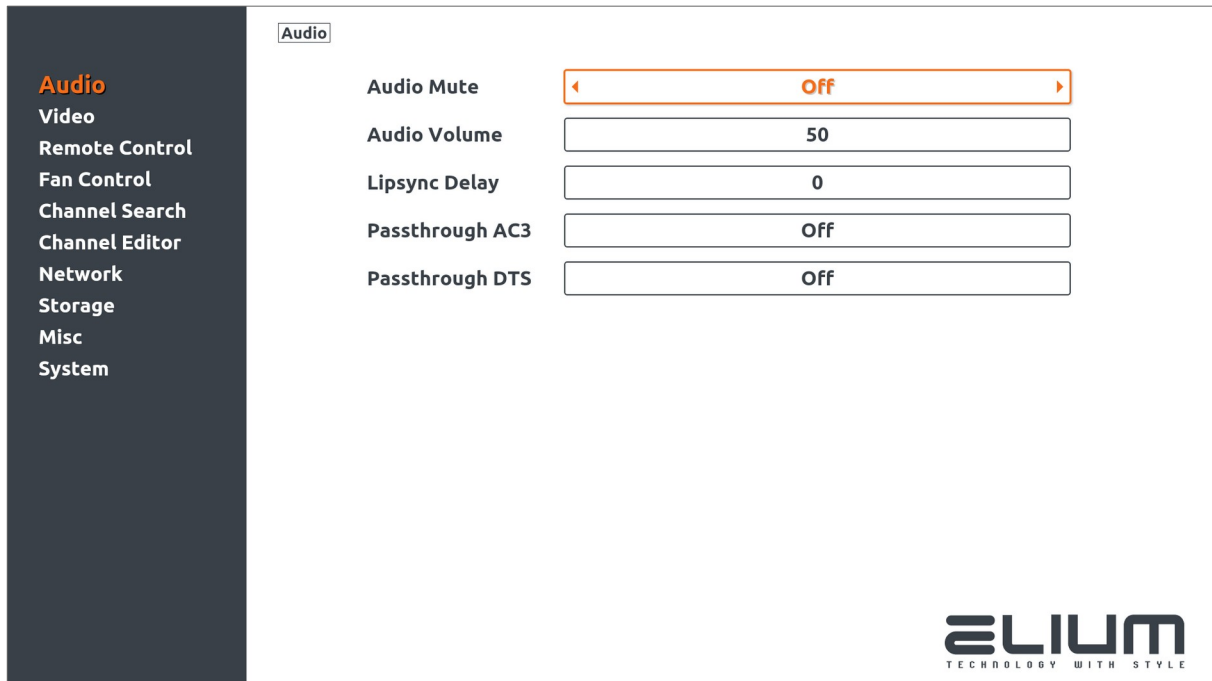 Audio
Audio
Video
Remote Control
Fan Control
Channel Search
Channel Editor
Network
Storage
Misc
System
Audio Mute Off
Audio Volume 50
Lipsync Delay 0
Passthrough AC3 Off
Passthrough DTS Off
ELIUM
TECHNOLOGY WITH STYLE